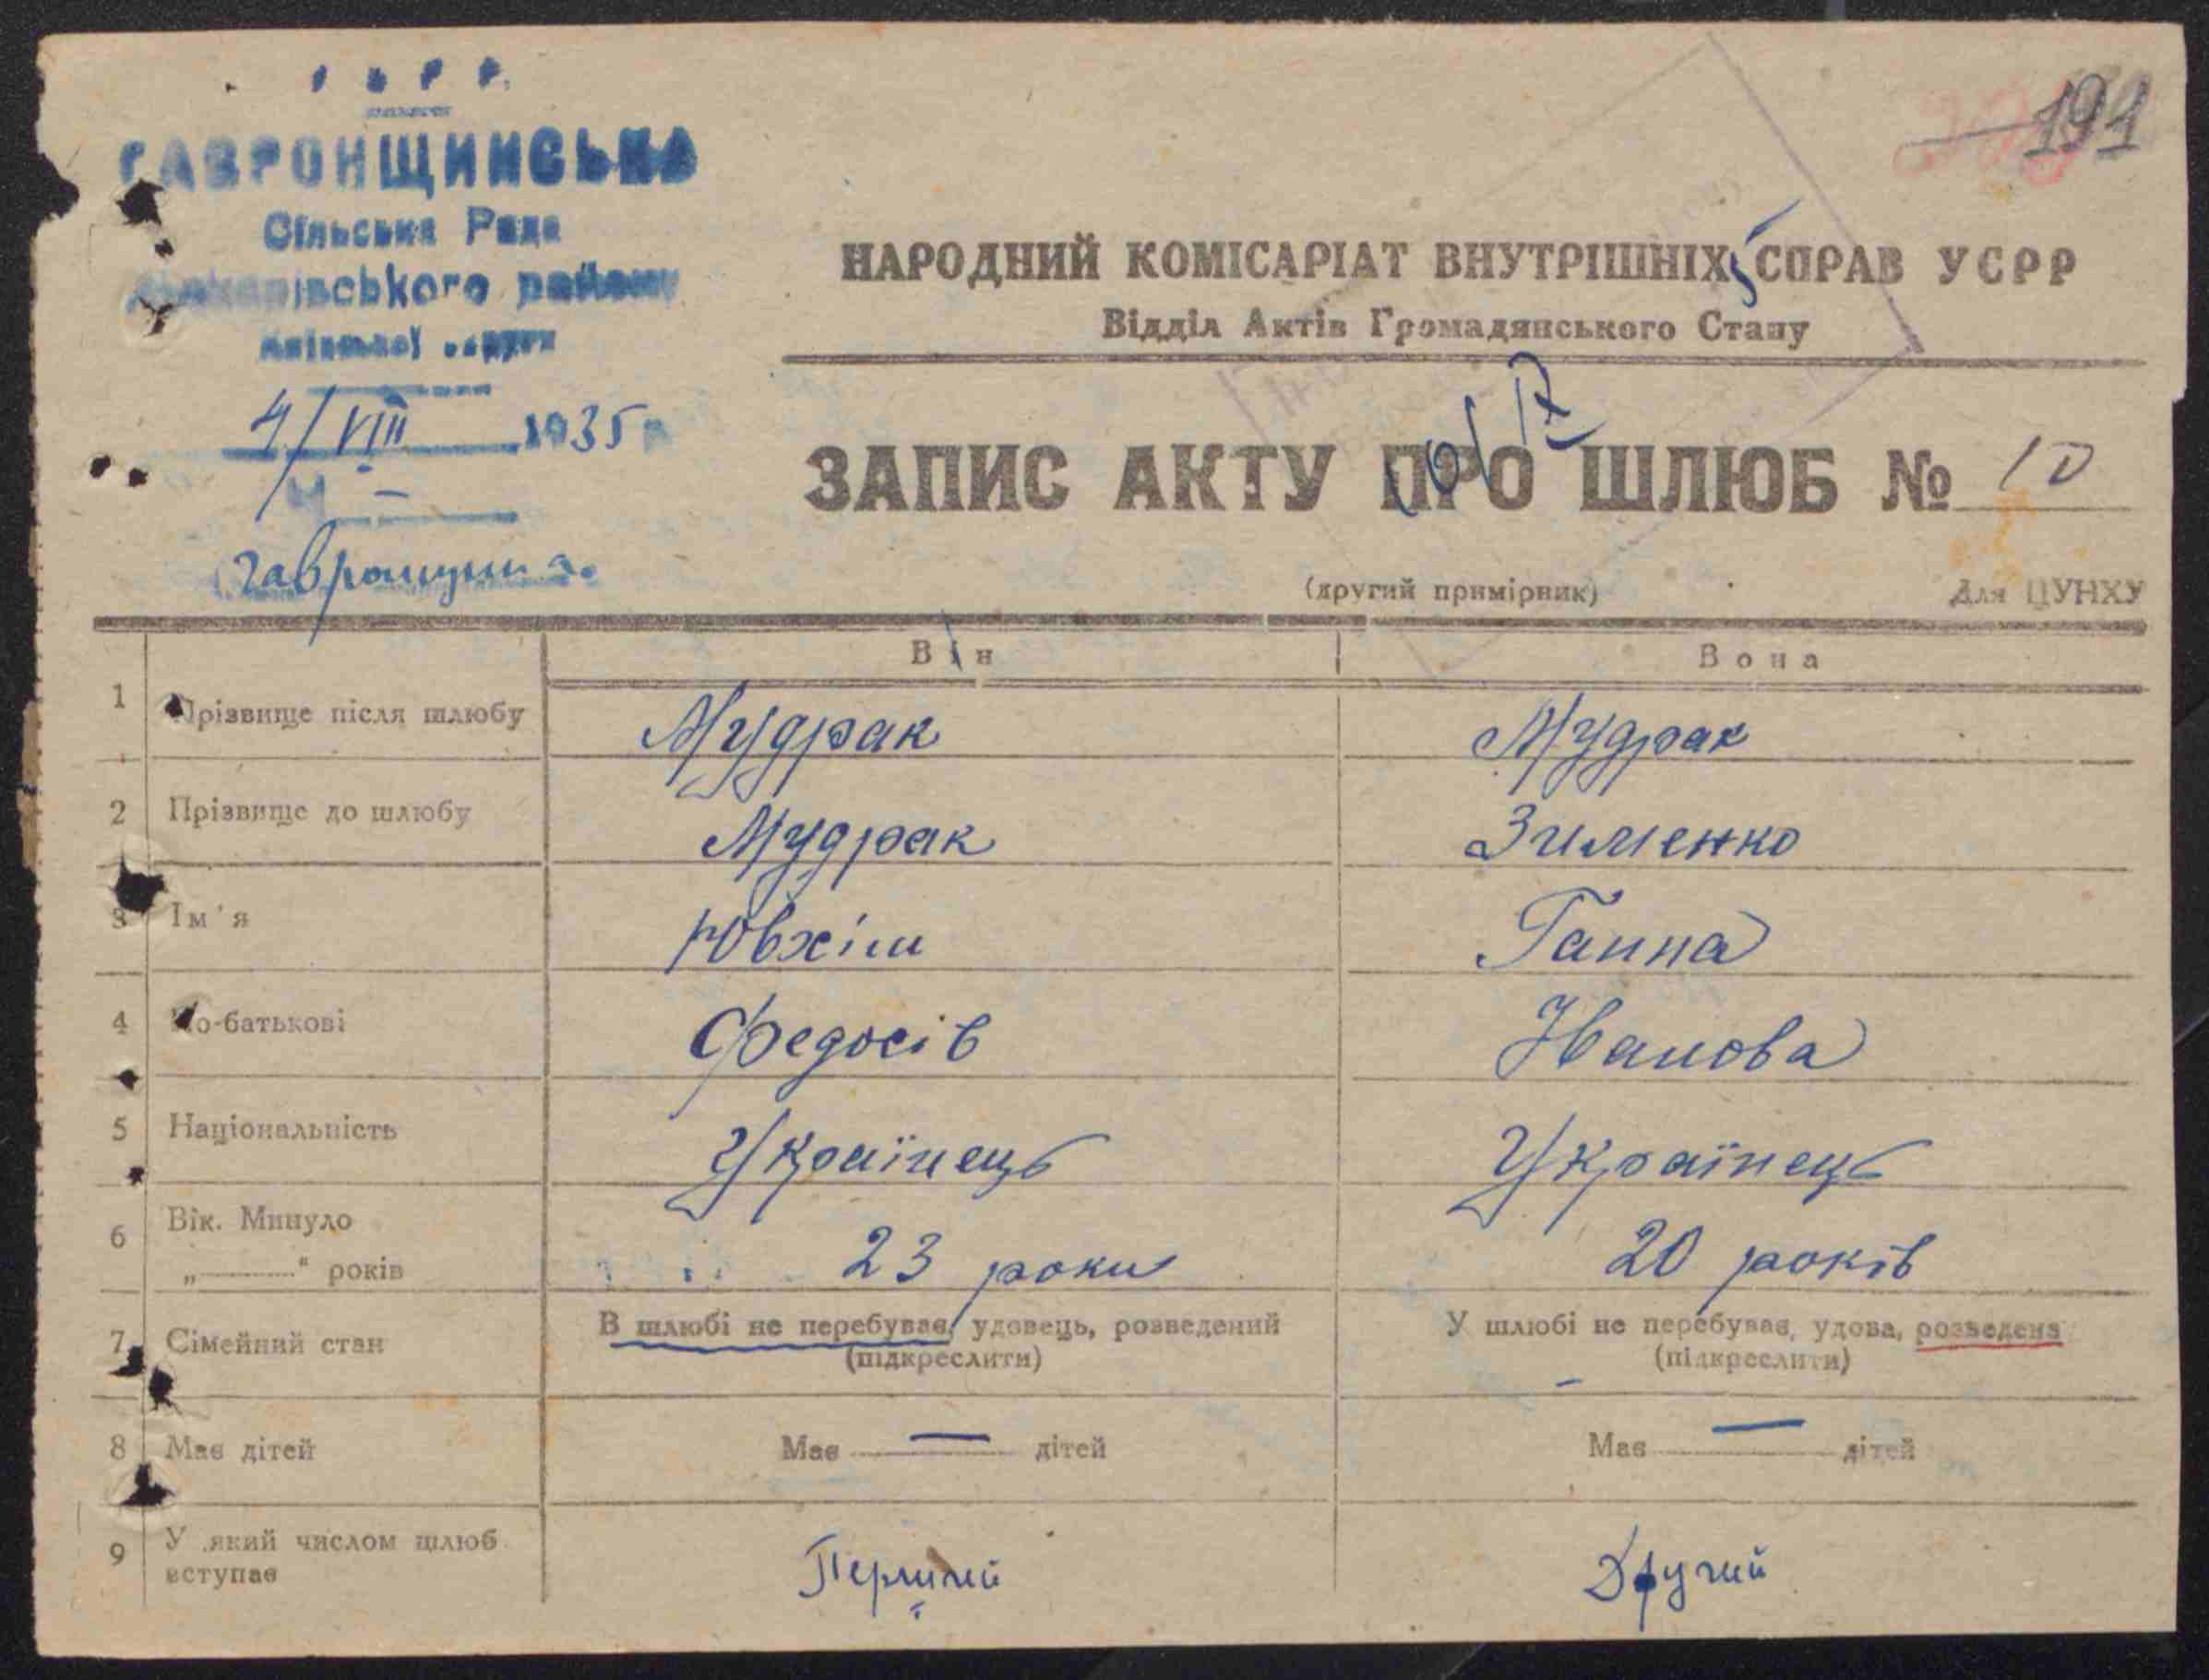 ГАВРОНЩИНСЬКА
191
Сільська Рада
району
НАРОДНИЙ КОМІСАРІАТ ВНУТРІШНІХ СПРАВ УСРР
Відділ Актів Громадянського Стану
4/VIII 1935 р
ЗАПИС АКТУ ПРО ШЛЮБ № 10
Гавронщина.
(другий примірник) Для ЦУНХУ
Він Вона
1 Прізвище після шлюбу Мудрак Мудрак
2 Прізвище до шлюбу Мудрак Зименко
3 Ім'я Ювхім Ганна
4 По-батькові Федосів Іванова
5 Національність Українець Українець
6 Вік. Минуло
„ “ років 23 роки 20 років
7 Сімейний стан В шлюбі не перебуває, удовець, розведений У шлюбі не перебуває, удова, розведена
(підкреслити) (підкреслити)
8 Має дітей Має — дітей Має — дітей
9 У який числом шлюб
вступає Перший Другий